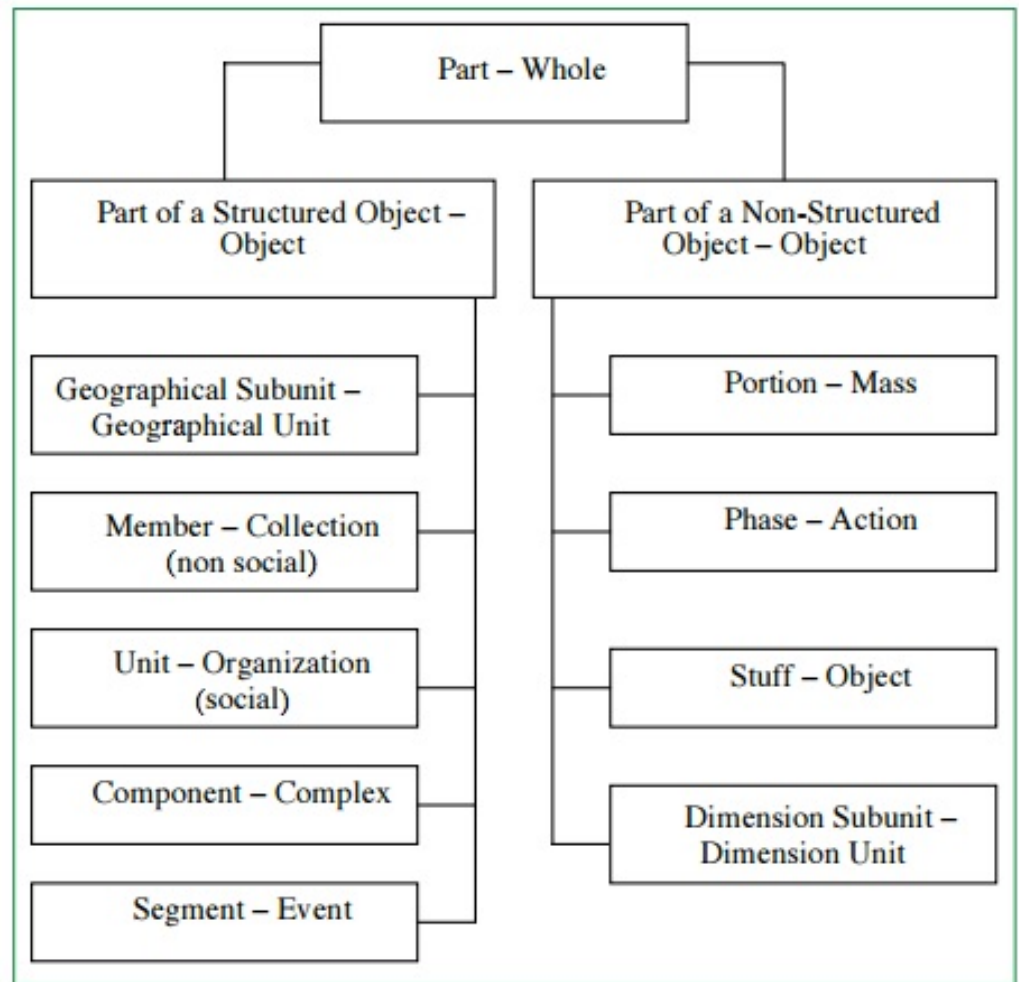 Part – Whole
Part of a Structured Object –
Object
Part of a Non-Structured
Object – Object
Geographical Subunit –
Geographical Unit
Member – Collection
(non social)
Unit – Organization
(social)
Component – Complex
Segment – Event
Portion – Mass
Phase – Action
Stuff – Object
Dimension Subunit –
Dimension Unit